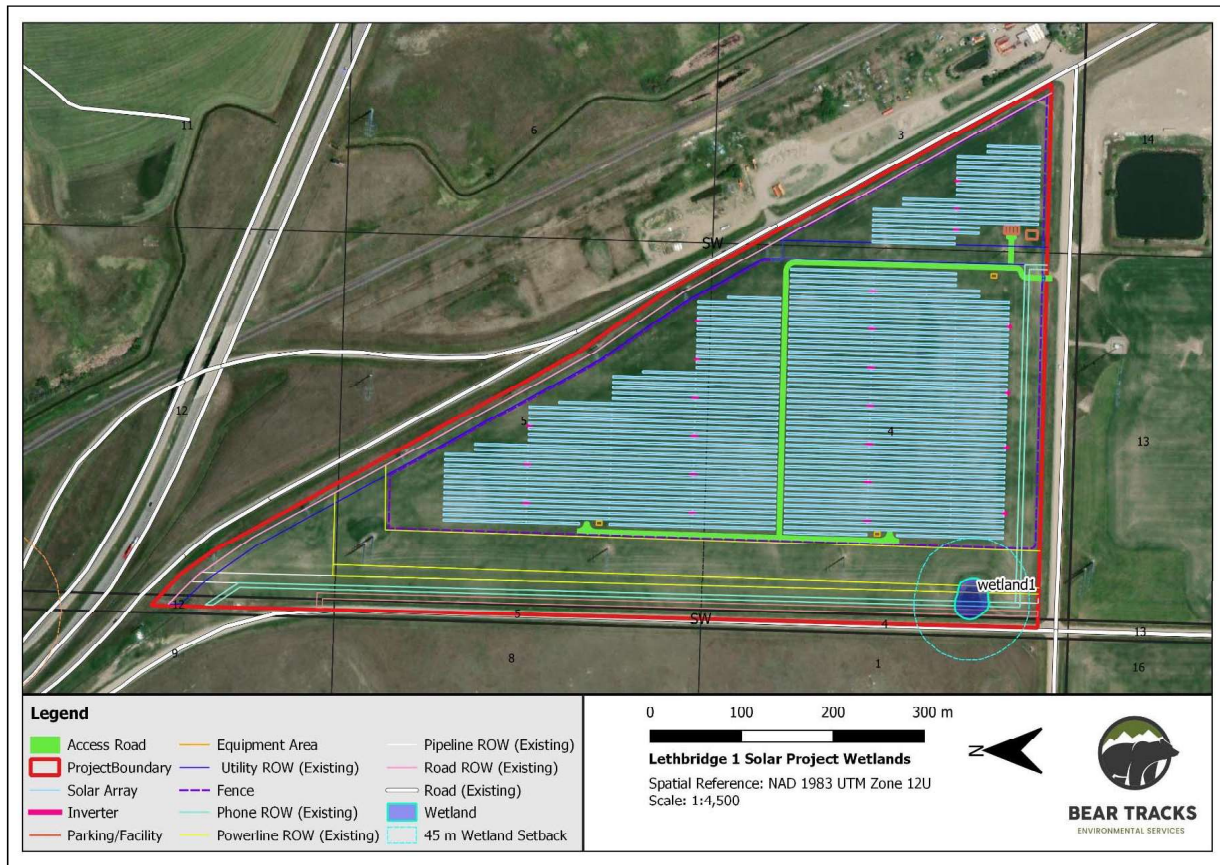 11
6
3
14
SW
12
5
4
13
wetland1
12
5
SW
4
13
9
8
1
16
Legend
Access Road
ProjectBoundary
Solar Array
Inverter
Parking/Facility
Equipment Area
Utility ROW (Existing)
Fence
Phone ROW (Existing)
Powerline ROW (Existing)
Pipeline ROW (Existing)
Road ROW (Existing)
Road (Existing)
Wetland
45 m Wetland Setback
0 100 200 300 m
Lethbridge 1 Solar Project Wetlands
Spatial Reference: NAD 1983 UTM Zone 12U
Scale: 1:4,500
N
BEAR TRACKS
ENVIRONMENTAL SERVICES